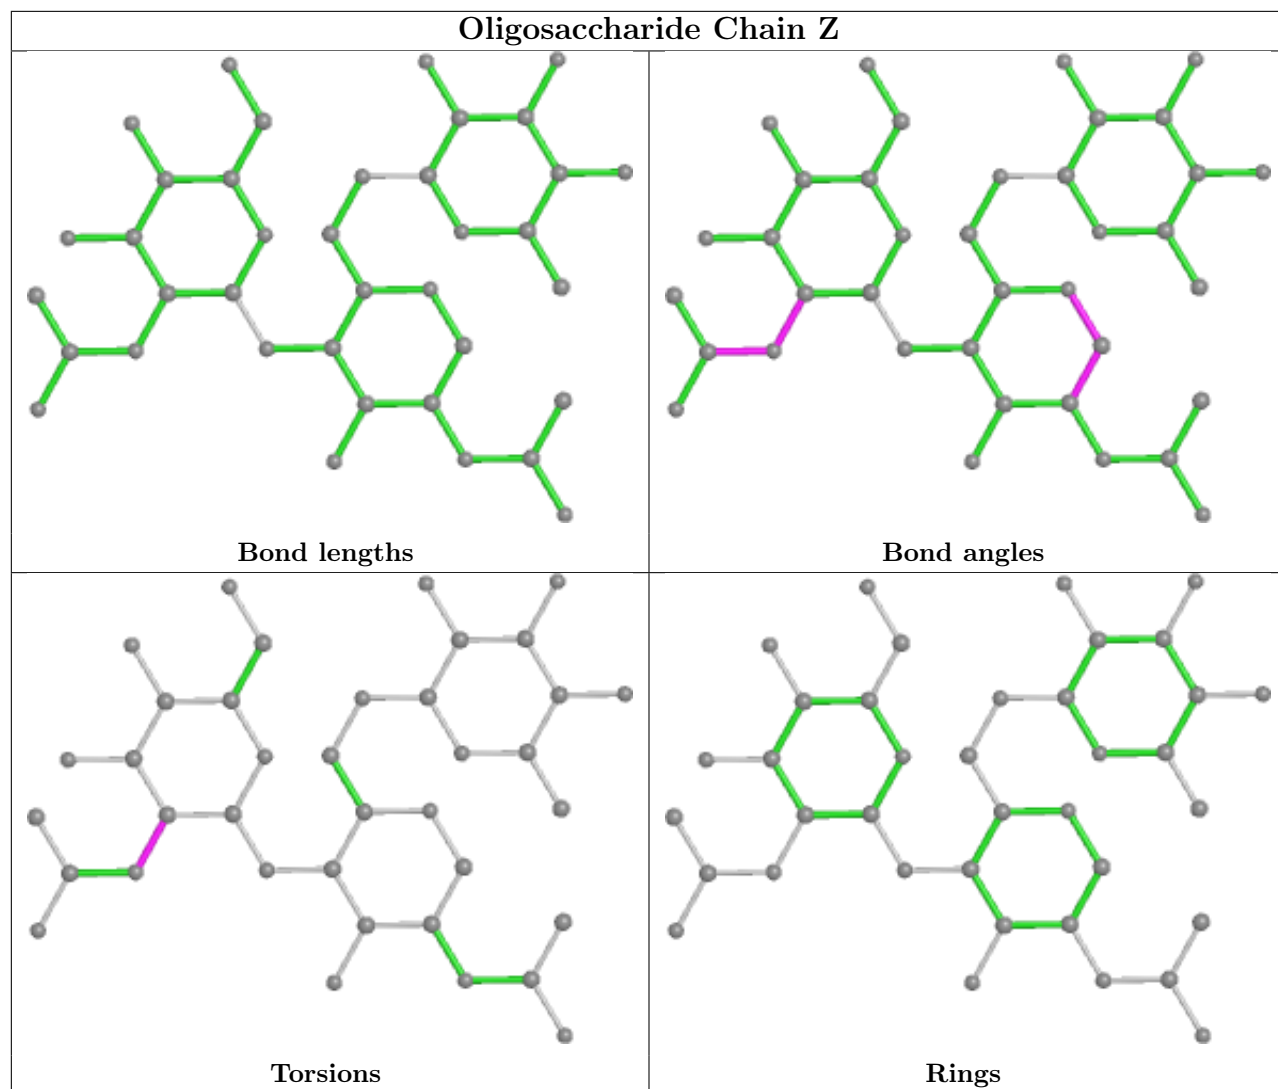 Oligosaccharide Chain Z
Bond lengths
Bond angles
Torsions
Rings